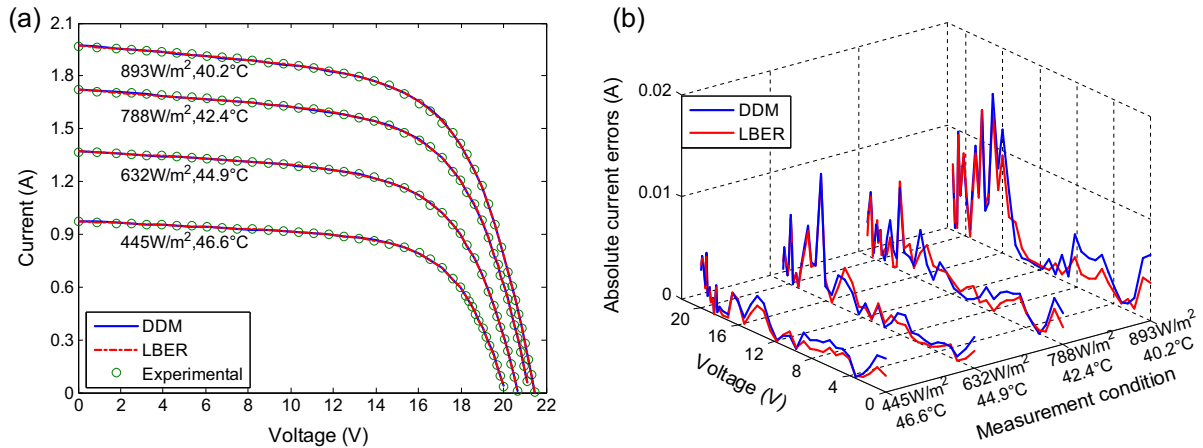 (a)
2.1
1.8
1.5
1.2
0.9
0.6
0.3
0
Current (A)
893W/m²,40.2°C
788W/m²,42.4°C
632W/m²,44.9°C
445W/m²,46.6°C
DDM
LBER
Experimental
0 2 4 6 8 10 12 14 16 18 20 22
Voltage (V)
(b)
0.02
0.01
0
Absolute current errors (A)
DDM
LBER
20
16
12
8
4
0
Voltage (V)
445W/m²
46.6°C
632W/m²
44.9°C
788W/m²
42.4°C
893W/m²
40.2°C
Measurement condition